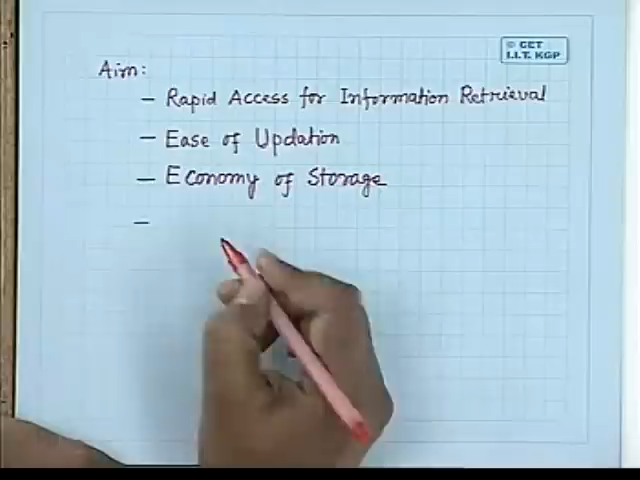 © CET
I.I.T. KGP
Aim:
- Rapid Access for Information Retrieval
- Ease of Updation
- Economy of Storage
-